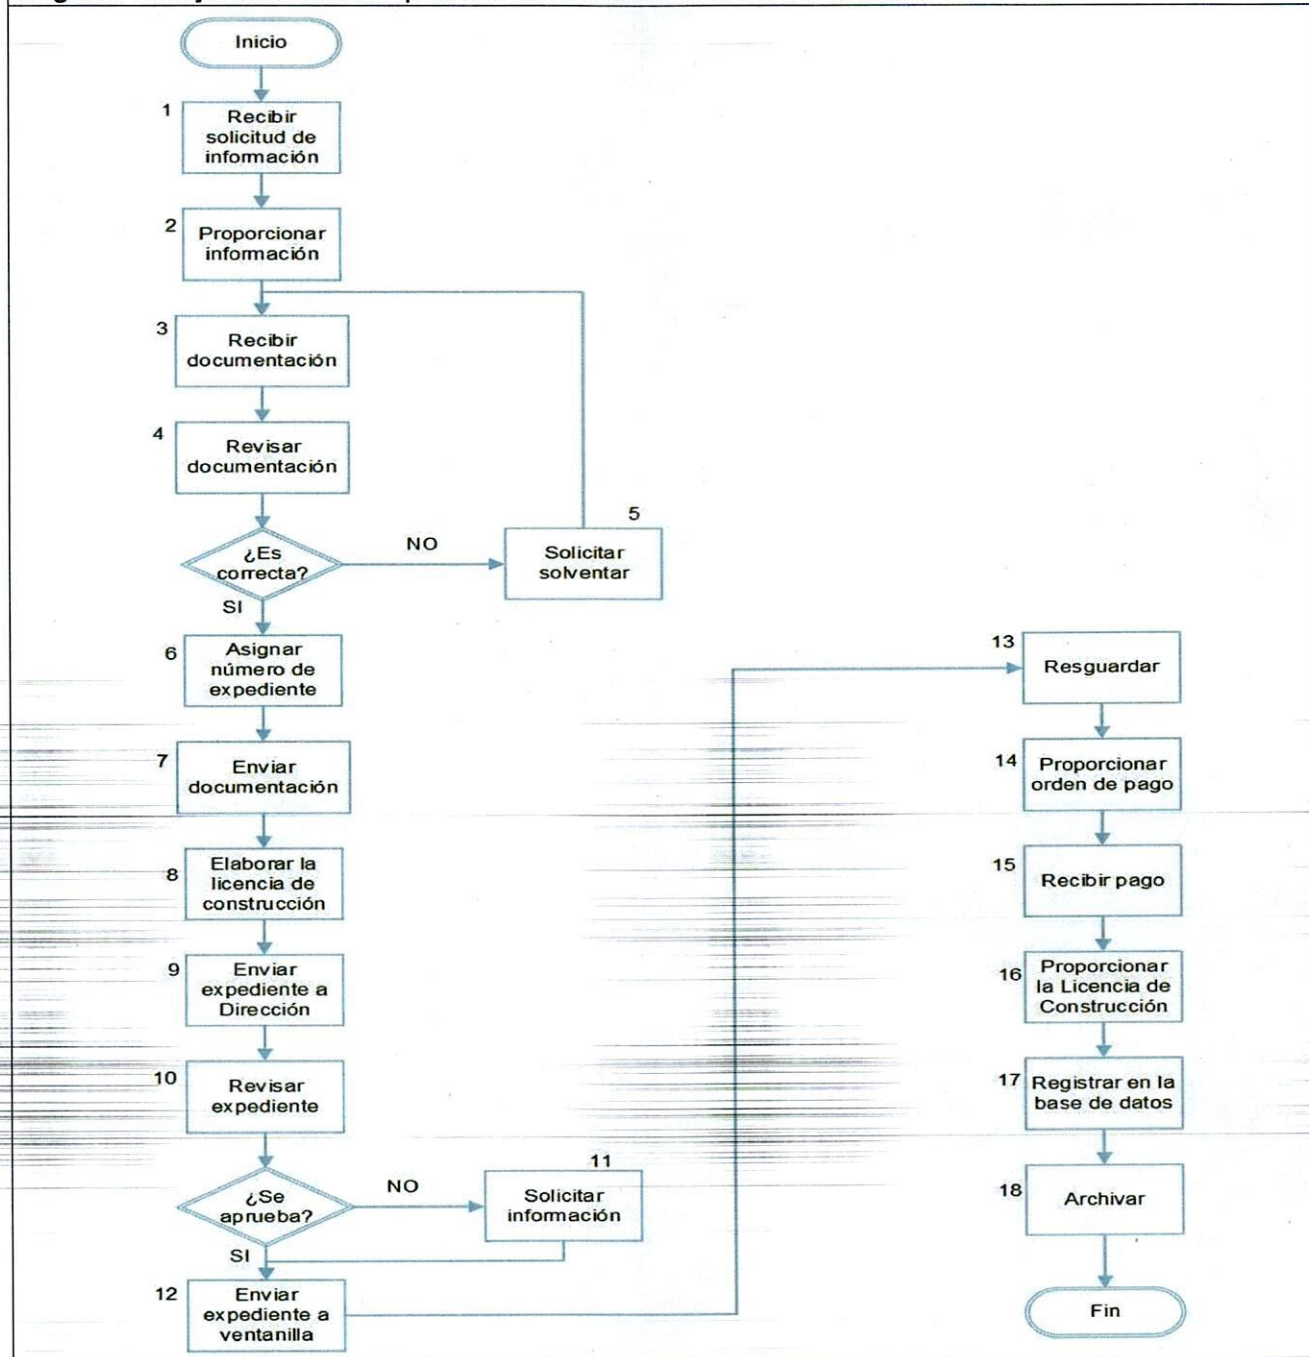 Inicio
1
Recibir
solicitud de
información
2
Proporcionar
información
3
Recibir
documentación
4
Revisar
documentación
¿Es
correcta?
NO
5
Solicitar
solventar
SI
6
Asignar
número de
expediente
7
Enviar
documentación
8
Elaborar la
licencia de
construcción
9
Enviar
expediente a
Dirección
10
Revisar
expediente
¿Se
aprueba?
NO
11
Solicitar
información
SI
12
Enviar
expediente a
ventanilla
13
Resguardar
14
Proporcionar
orden de pago
15
Recibir pago
16
Proporcionar
la Licencia de
Construcción
17
Registrar en la
base de datos
18
Archivar
Fin